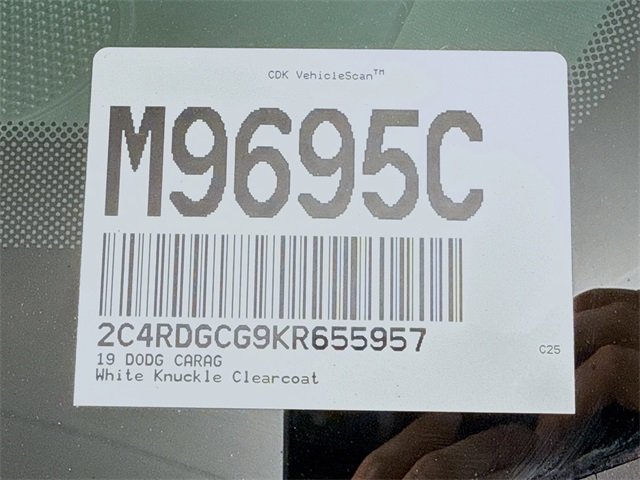 CDK VehicleScan™
M9695C
2C4RDGCG9KR655957
19 DODG CARAG
C25
White Knuckle Clearcoat